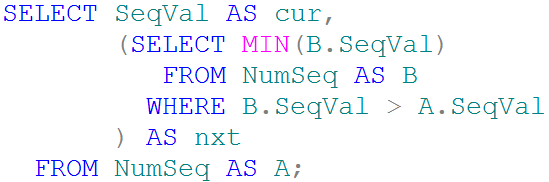 SELECT SeqVal AS cur,
(SELECT MIN(B.SeqVal)
FROM NumSeq AS B
WHERE B.SeqVal > A.SeqVal
) AS nxt
FROM NumSeq AS A;